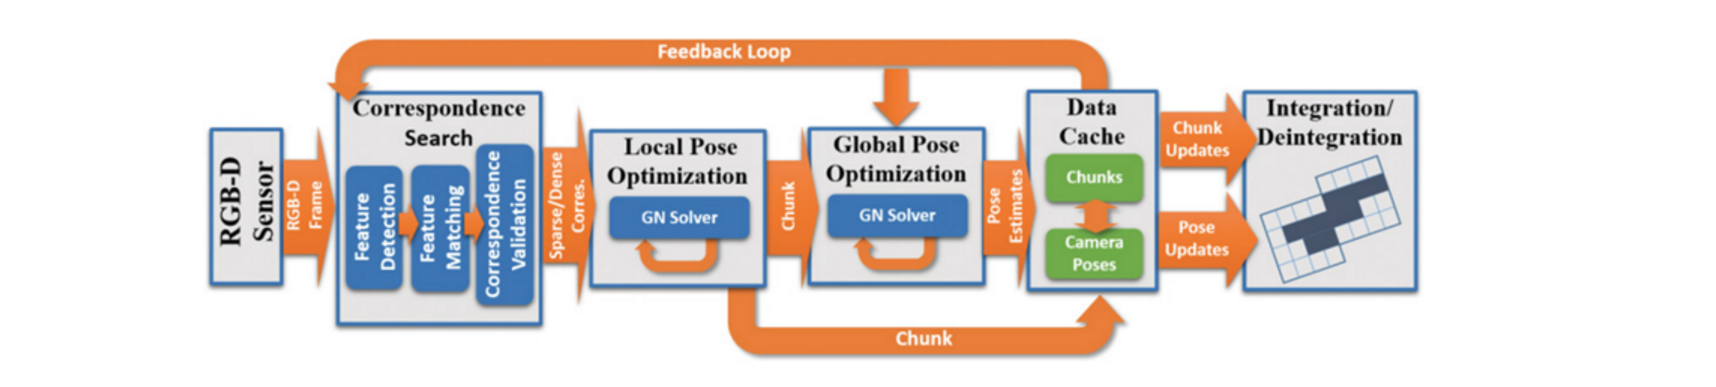 Feedback Loop
RGB-D
Sensor
RGB-D
Frame
Correspondence
Search
Feature
Detection
Feature
Matching
Correspondence
Validation
Sparse/Dense
Corres.
Local Pose
Optimization
GN Solver
Chunk
Global Pose
Optimization
GN Solver
Pose
Estimates
Data
Cache
Chunks
Camera
Poses
Chunk
Updates
Pose
Updates
Integration/
Deintegration
Chunk